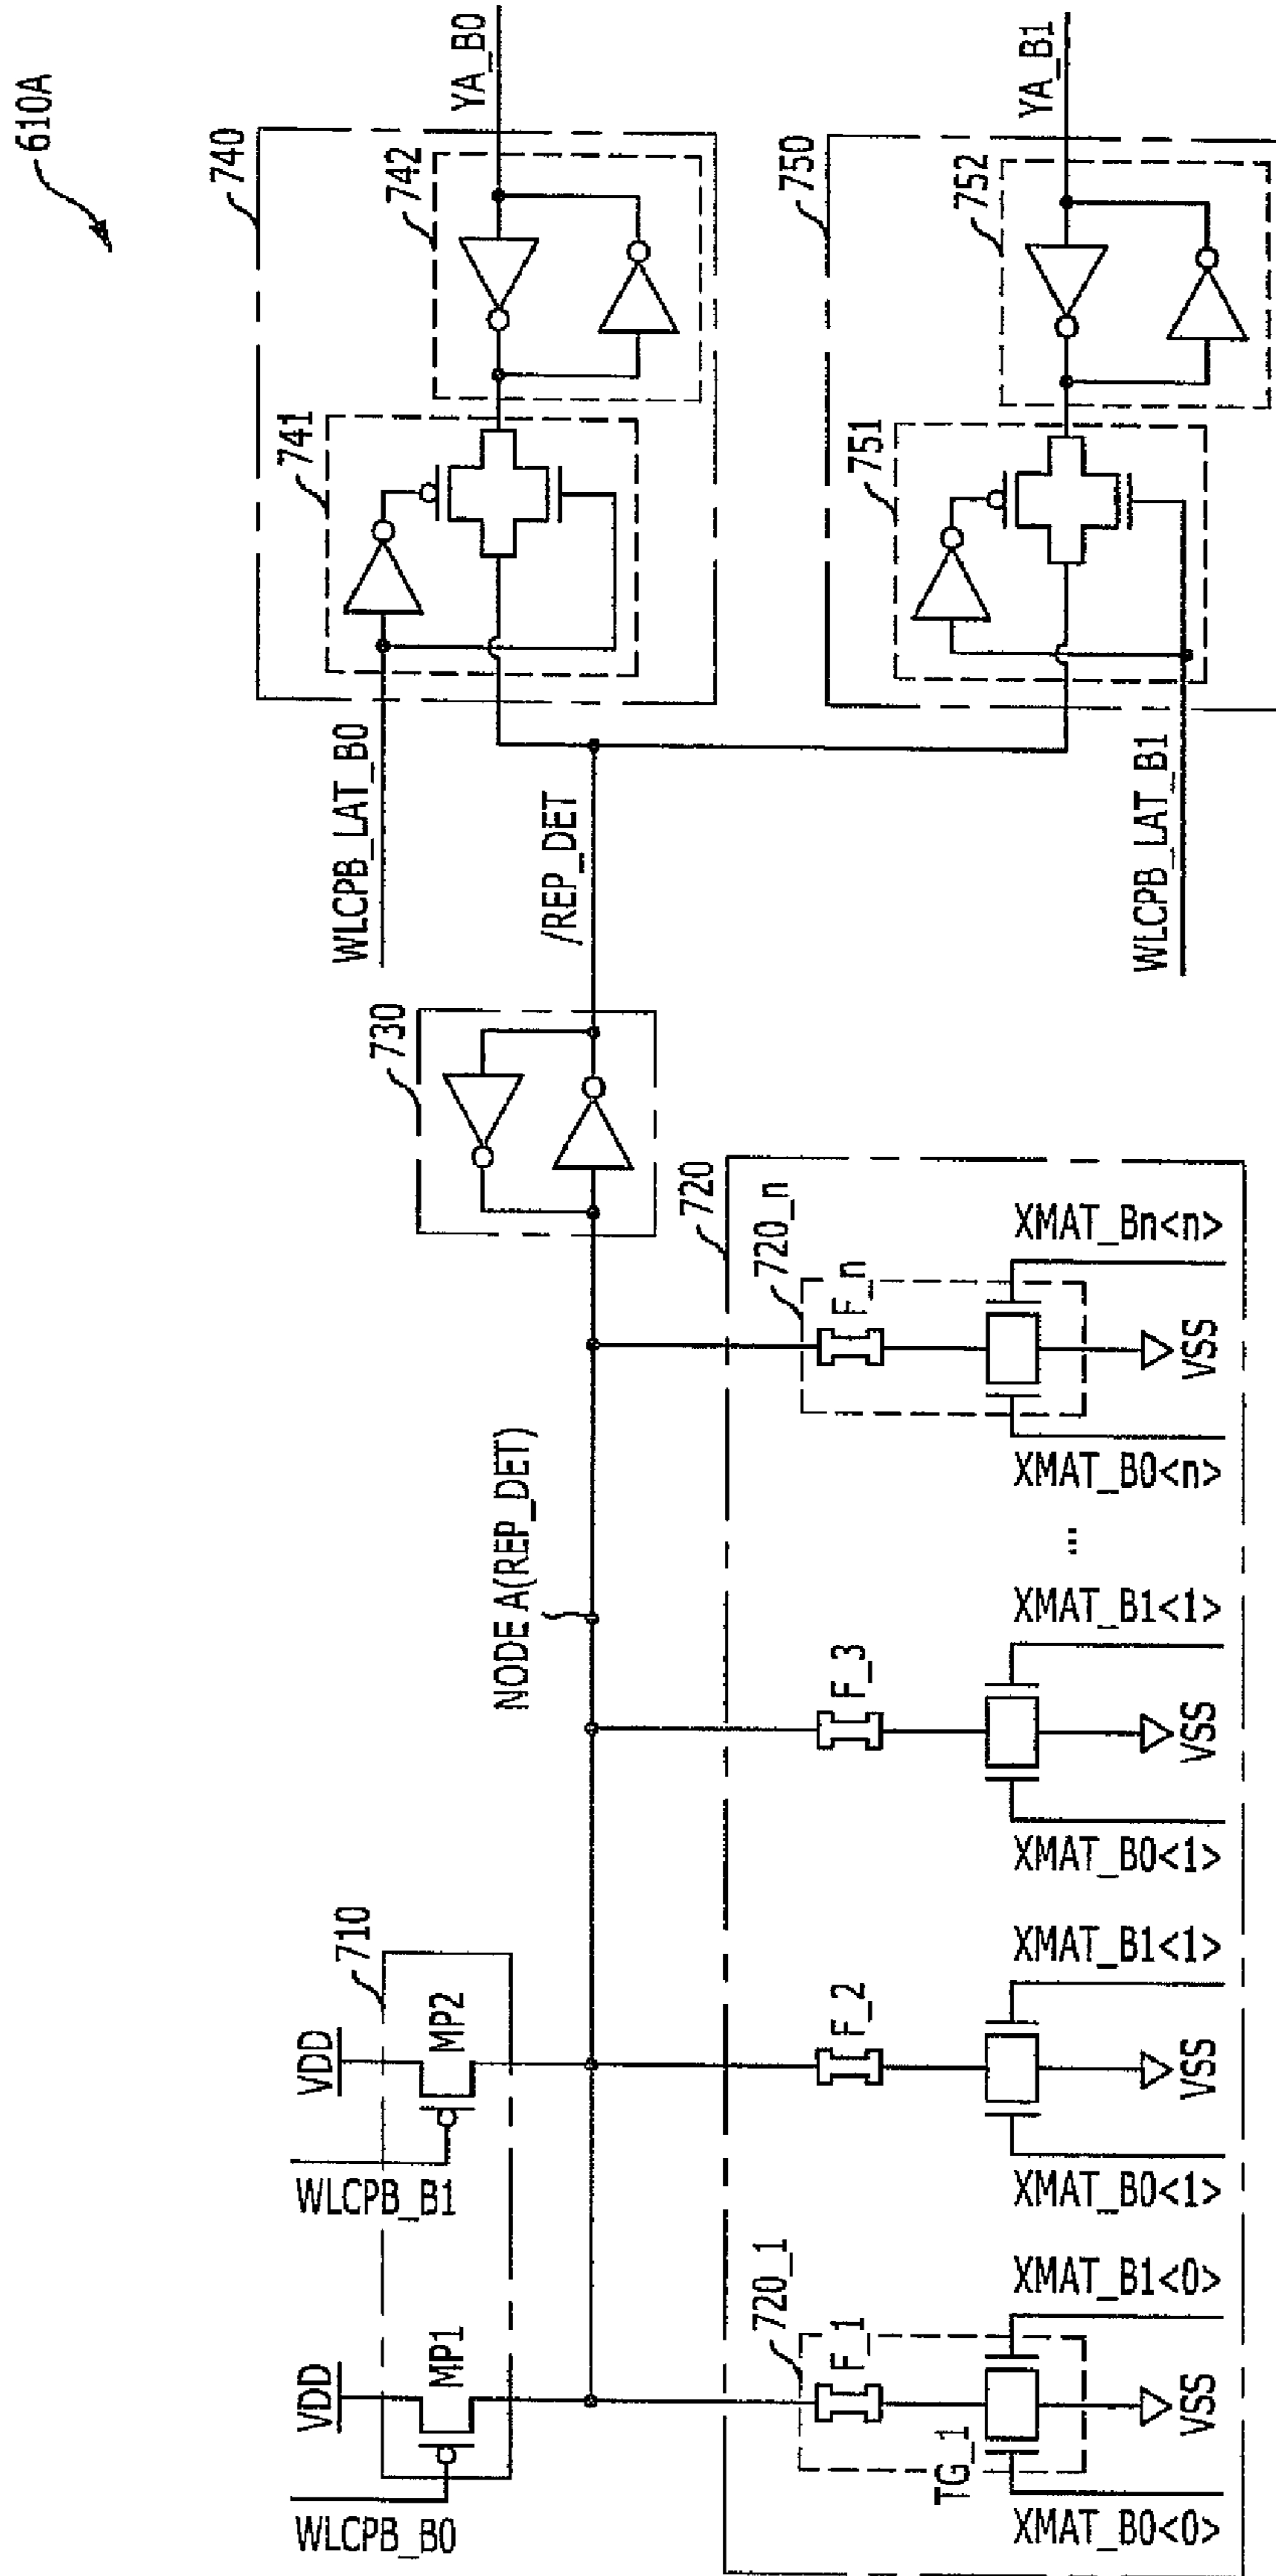 610A
WLCPB_B0
VDD
MP1
WLCPB_B1
VDD
MP2
710
NODE A(REP_DET)
730
/REP_DET
WLCPB_LAT_B0
740
741
742
YA_B0
WLCPB_LAT_B1
750
751
752
YA_B1
720
720_1
F_1
TG_1
XMAT_B0<0>
VSS
XMAT_B1<0>
F_2
XMAT_B0<1>
VSS
XMAT_B1<1>
F_3
XMAT_B0<1>
VSS
XMAT_B1<1>
...
720_n
F_n
XMAT_B0<n>
VSS
XMAT_Bn<n>